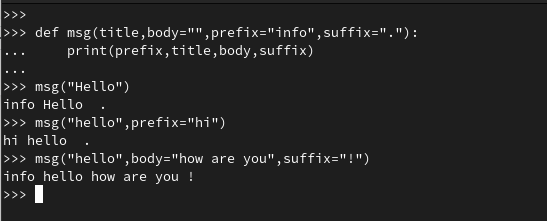 >>>
>>> def msg(title,body="",prefix="info",suffix="."):
...     print(prefix,title,body,suffix)
...
>>> msg("Hello")
info Hello  .
>>> msg("hello",prefix="hi")
hi hello  .
>>> msg("hello",body="how are you",suffix="!")
info hello how are you !
>>>